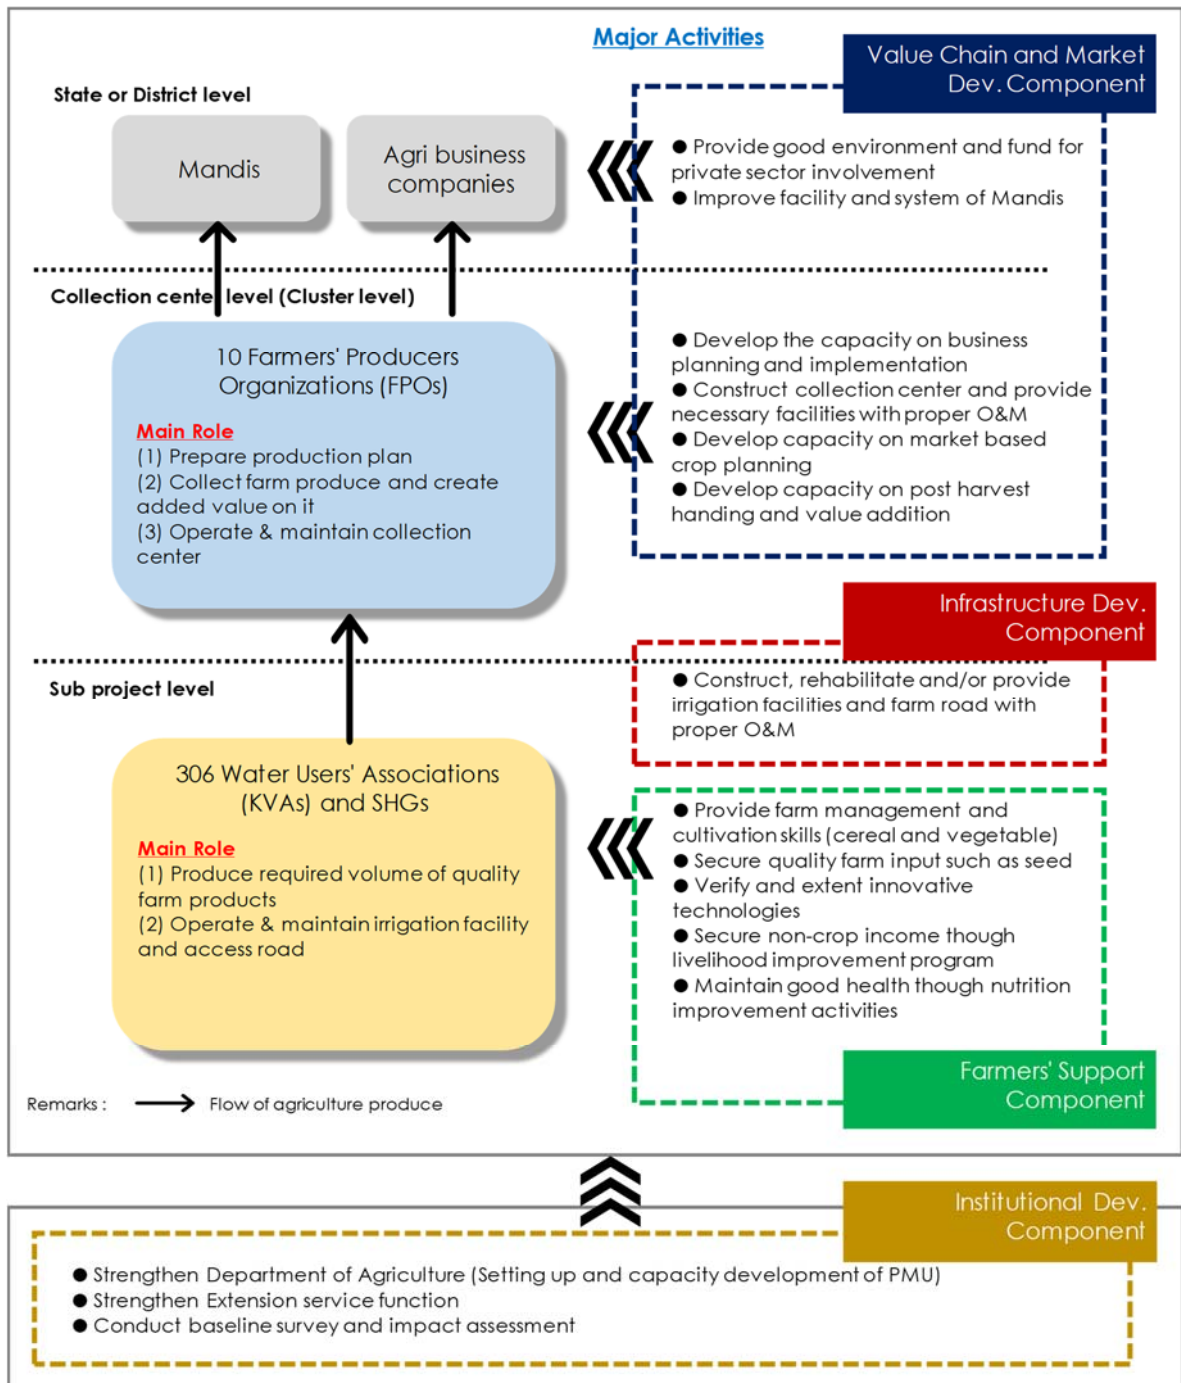 Major Activities
Value Chain and Market
Dev. Component
State or District level
Mandis
Agri business
companies
● Provide good environment and fund for
private sector involvement
● Improve facility and system of Mandis
Collection center level (Cluster level)
10 Farmers' Producers
Organizations (FPOs)
Main Role
(1) Prepare production plan
(2) Collect farm produce and create
added value on it
(3) Operate & maintain collection
center
● Develop the capacity on business
planning and implementation
● Construct collection center and provide
necessary facilities with proper O&M
● Develop capacity on market based
crop planning
● Develop capacity on post harvest
handing and value addition
Infrastructure Dev.
Component
Sub project level
● Construct, rehabilitate and/or provide
irrigation facilities and farm road with
proper O&M
306 Water Users' Associations
(KVAs) and SHGs
Main Role
(1) Produce required volume of quality
farm products
(2) Operate & maintain irrigation facility
and access road
● Provide farm management and
cultivation skills (cereal and vegetable)
● Secure quality farm input such as seed
● Verify and extent innovative
technologies
● Secure non-crop income though
livelihood improvement program
● Maintain good health though nutrition
improvement activities
Farmers' Support
Component
Remarks :
Flow of agriculture produce
Institutional Dev.
Component
● Strengthen Department of Agriculture (Setting up and capacity development of PMU)
● Strengthen Extension service function
● Conduct baseline survey and impact assessment